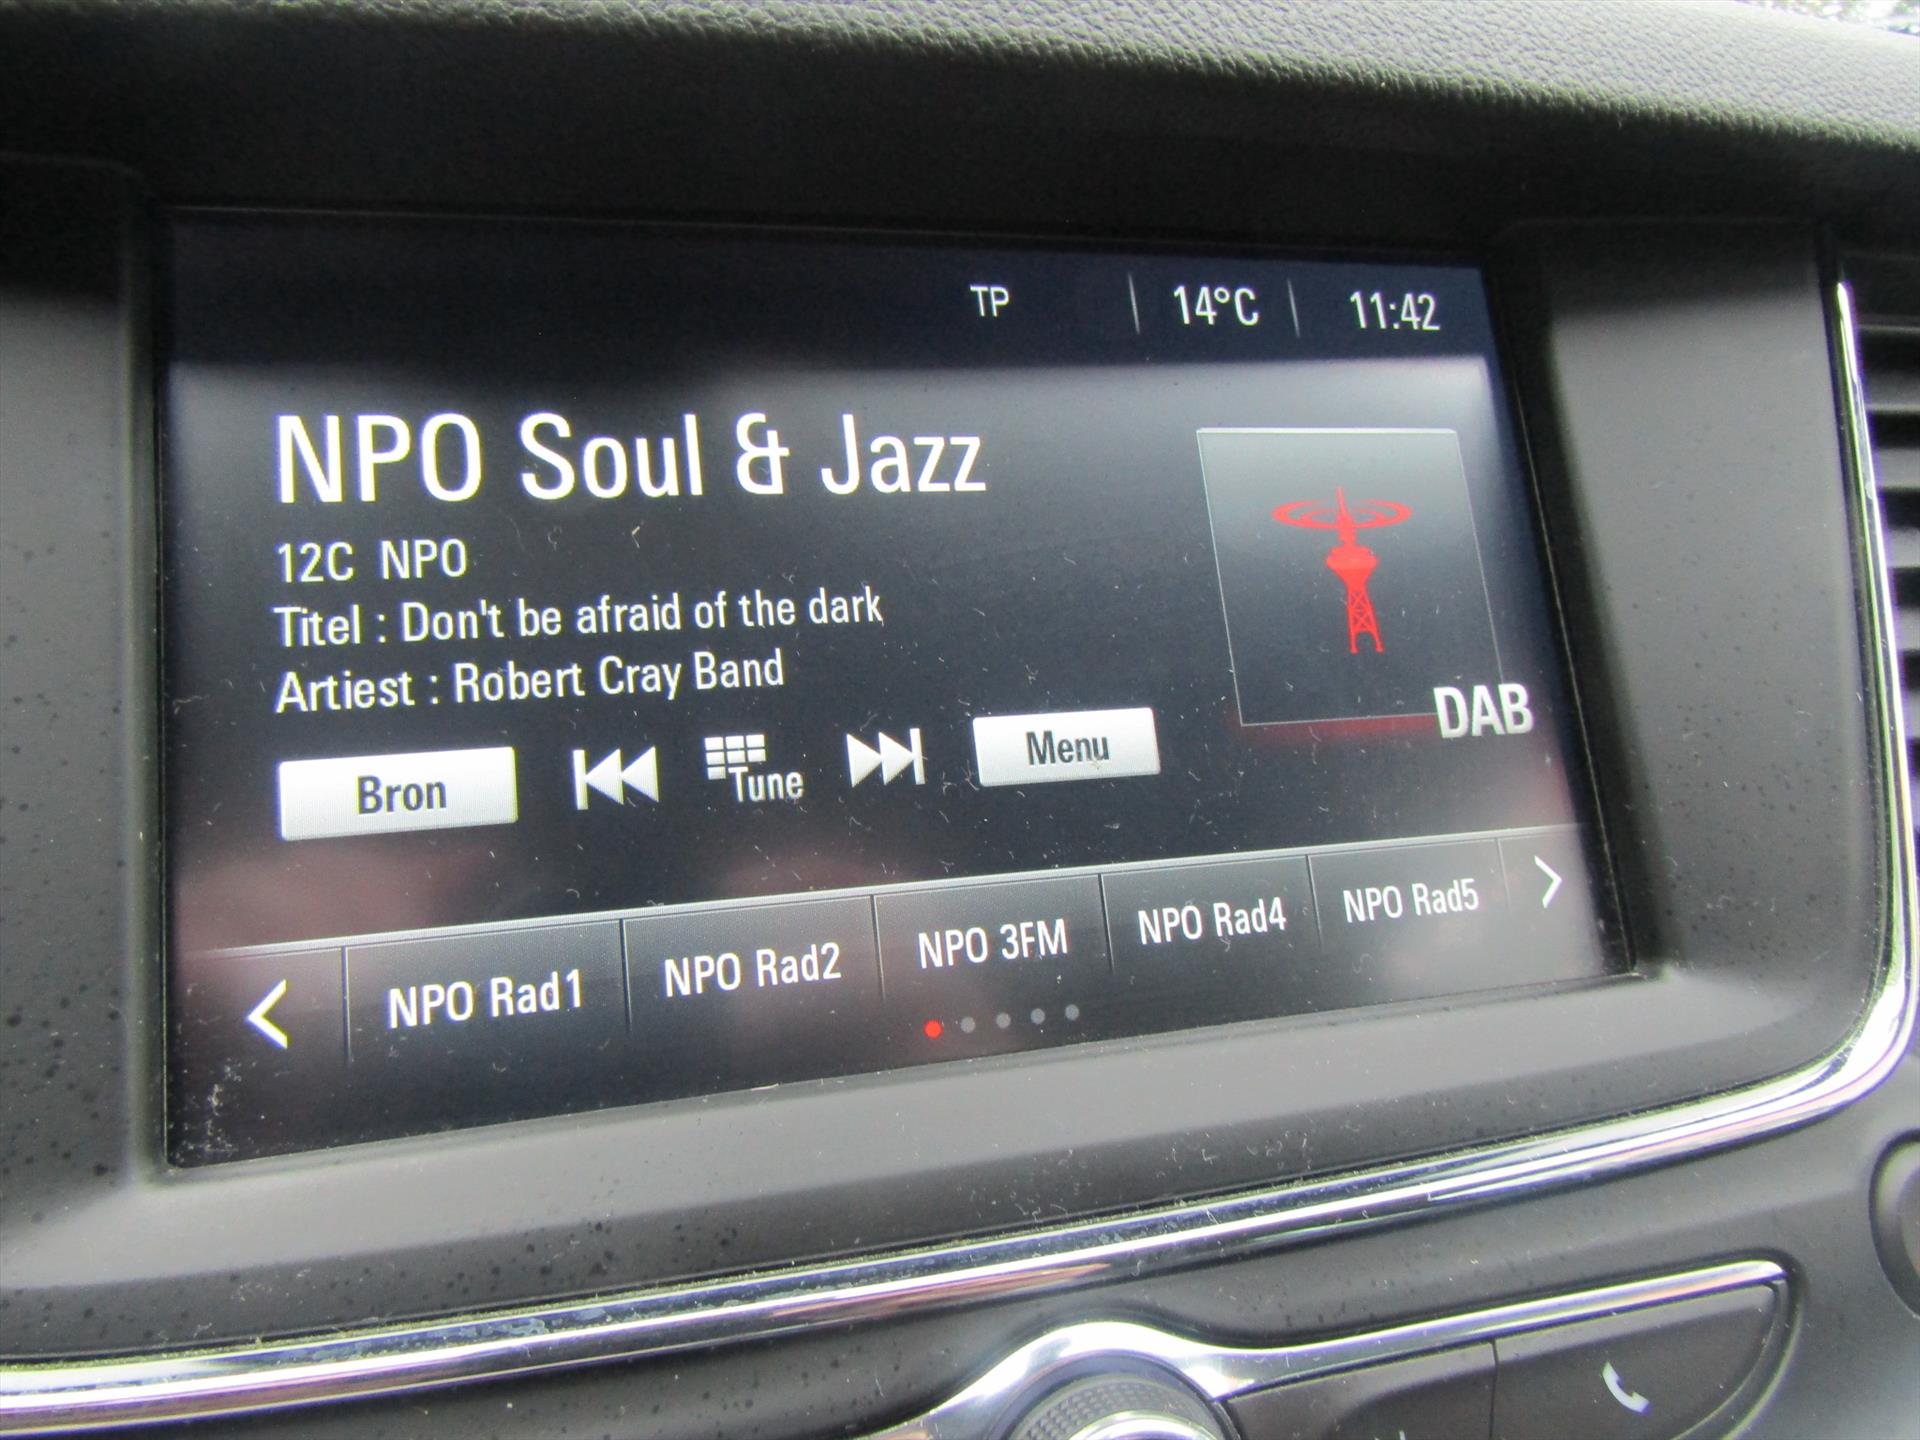 TP 14°C 11:42
NPO Soul & Jazz
12C NPO
Titel : Don't be afraid of the dark
Artiest : Robert Cray Band
DAB
Bron Tune Menu
NPO Rad1 NPO Rad2 NPO 3FM NPO Rad4 NPO Rad5